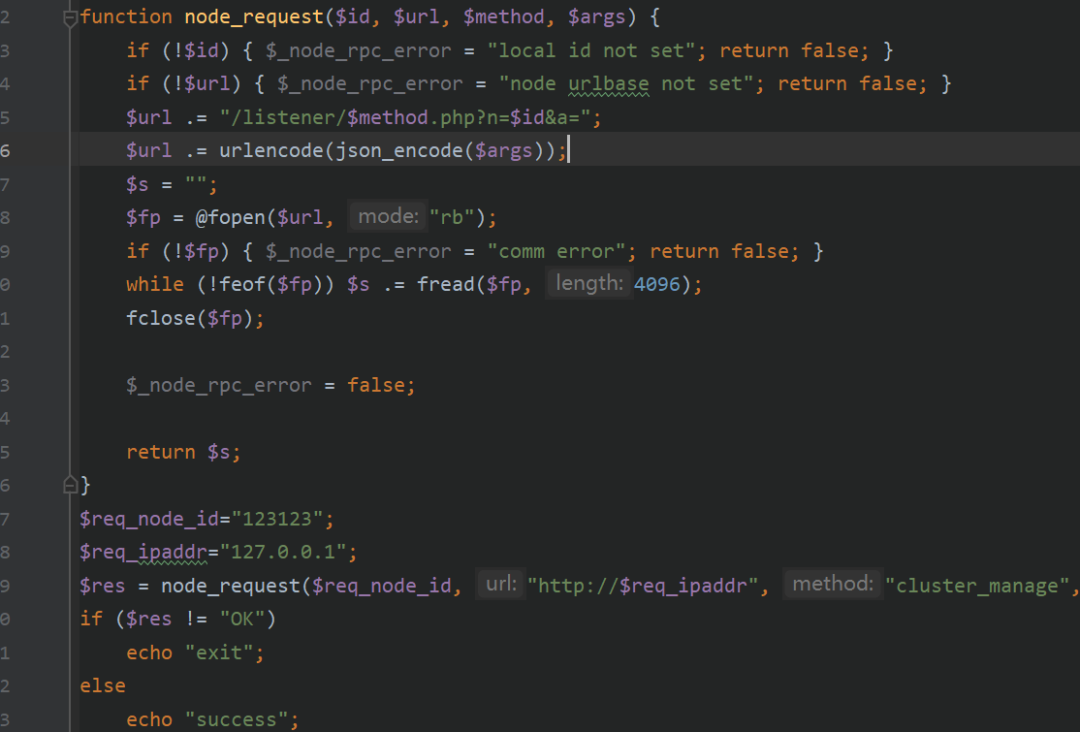 2 function node_request($id, $url, $method, $args) {
3 if (!$id) { $_node_rpc_error = "local id not set"; return false; }
4 if (!$url) { $_node_rpc_error = "node urlbase not set"; return false; }
5 $url .= "/listener/$method.php?n=$id&a=";
6 $url .= urlencode(json_encode($args));
7 $s = "";
8 $fp = @fopen($url, mode: "rb");
9 if (!$fp) { $_node_rpc_error = "comm error"; return false; }
0 while (!feof($fp)) $s .= fread($fp, length: 4096);
1 fclose($fp);
2
3 $_node_rpc_error = false;
4
5 return $s;
6 }
7 $req_node_id="123123";
8 $req_ipaddr="127.0.0.1";
9 $res = node_request($req_node_id, url: "http://$req_ipaddr", method: "cluster_manage",
0 if ($res != "OK")
1 echo "exit";
2 else
3 echo "success";